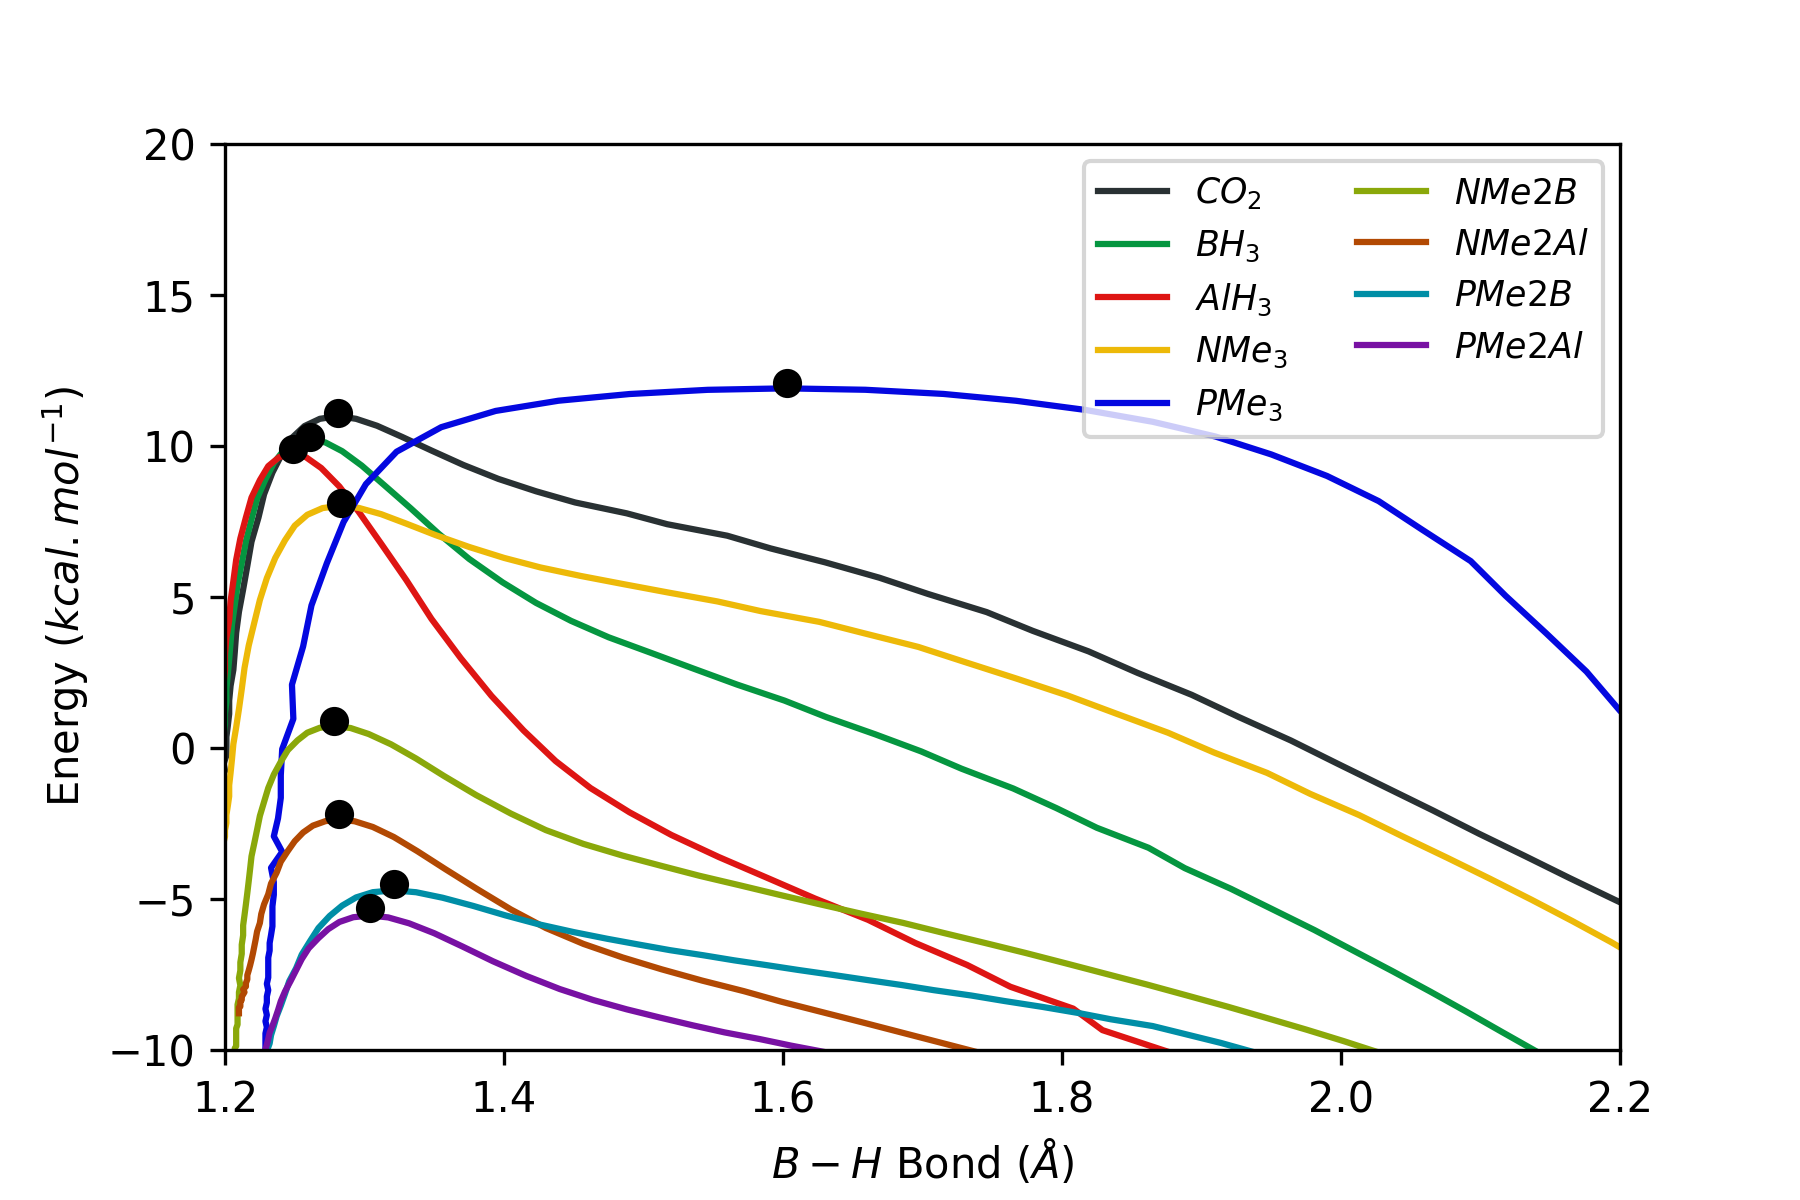 20
15
10
5
0
−5
−10
Energy (kcal.mol⁻¹)
1.2 1.4 1.6 1.8 2.0 2.2
B − H Bond (Å)
CO₂
BH₃
AlH₃
NMe₃
PMe₃
NMe2B
NMe2Al
PMe2B
PMe2Al